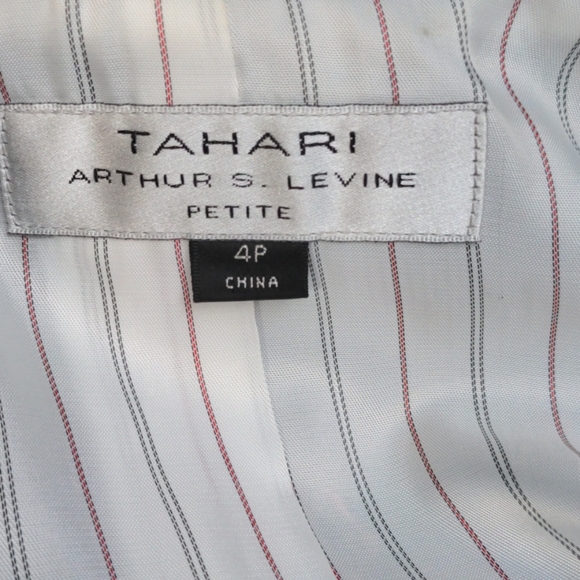 TAHARI
ARTHUR S. LEVINE
PETITE
4P
CHINA